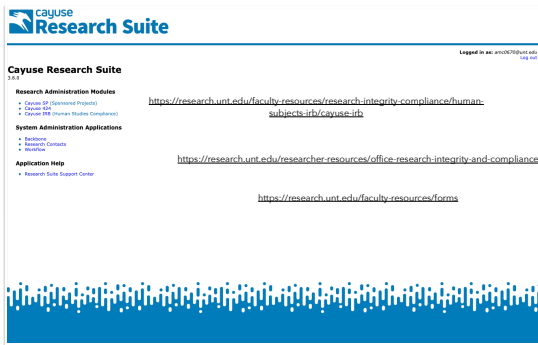 cayuse
Research Suite
Logged in as: amc0670@unt.edu
Log out
Cayuse Research Suite
3.6.0
Research Administration Modules
Cayuse SP (Sponsored Projects)
Cayuse 424
Cayuse IRB (Human Studies Compliance)
https://research.unt.edu/faculty-resources/research-integrity-compliance/human-
subjects-irb/cayuse-irb
System Administration Applications
Backbone
Research Contacts
Workflow
https://research.unt.edu/researcher-resources/office-research-integrity-and-compliance
Application Help
Research Suite Support Center
https://research.unt.edu/faculty-resources/forms